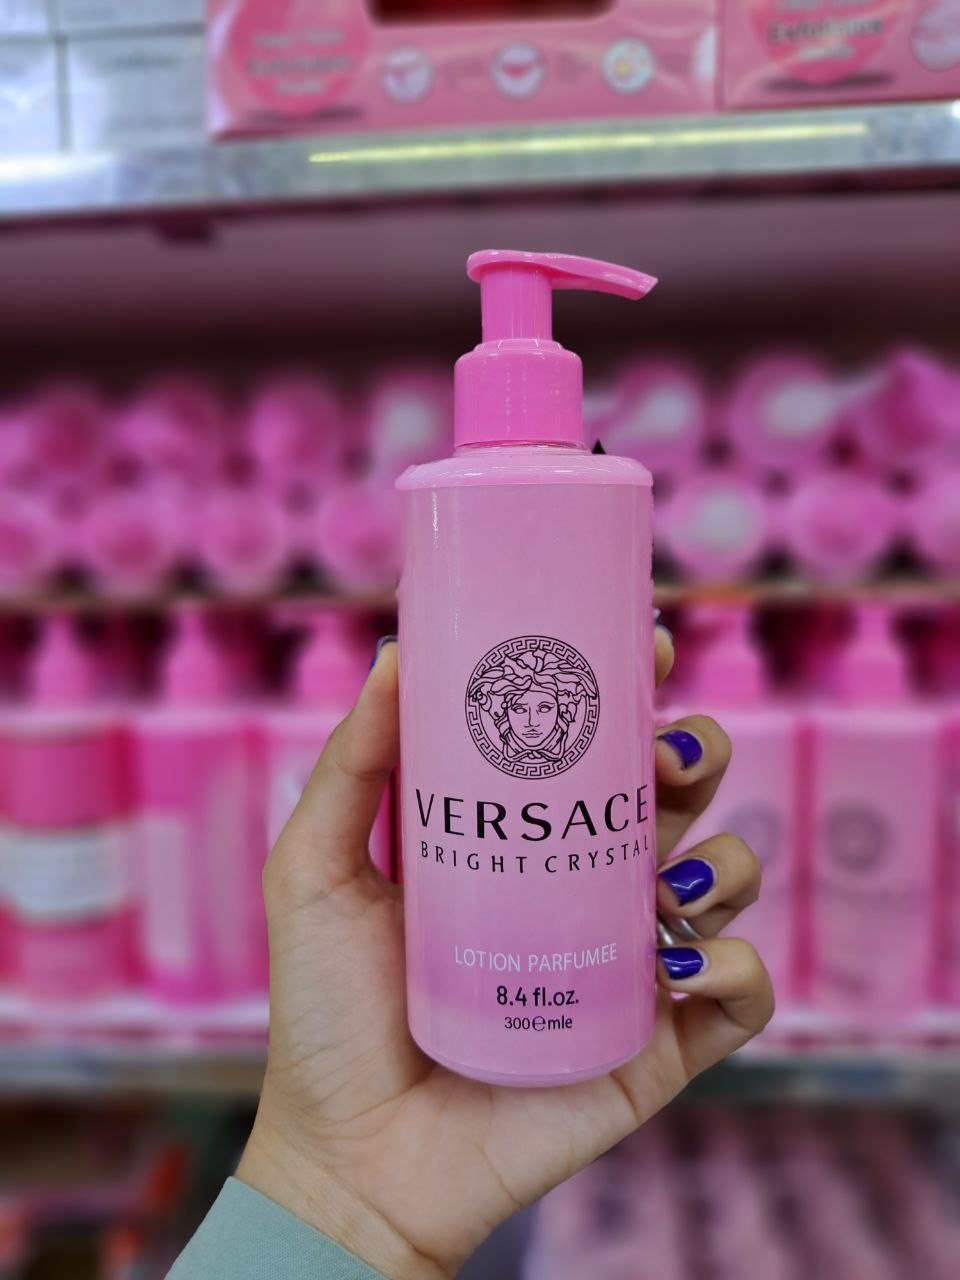 VERSACE
BRIGHT CRYSTAL
LOTION PARFUMEE
8.4 fl.oz.
300℮mle